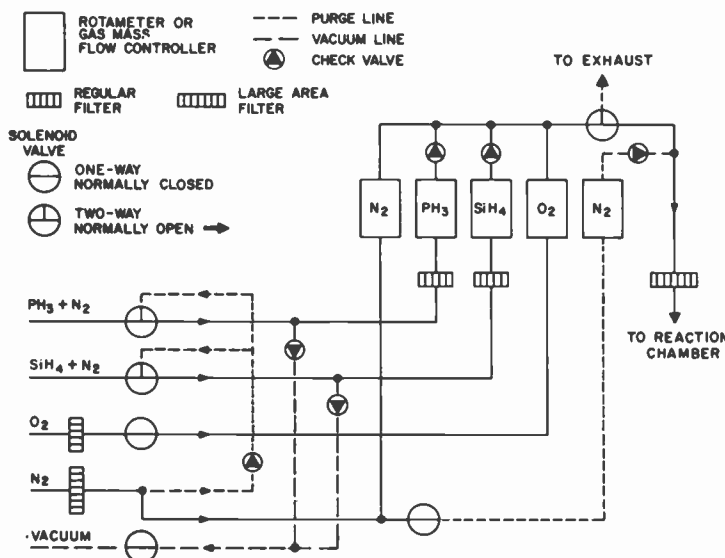 ROTAMETER OR
GAS MASS
FLOW CONTROLLER
PURGE LINE
VACUUM LINE
CHECK VALVE
REGULAR
FILTER
LARGE AREA
FILTER
SOLENOID
VALVE
ONE-WAY
NORMALLY CLOSED
TWO-WAY
NORMALLY OPEN
TO EXHAUST
N₂
PH₃
SiH₄
O₂
N₂
TO REACTION
CHAMBER
PH₃ + N₂
SiH₄ + N₂
O₂
N₂
VACUUM